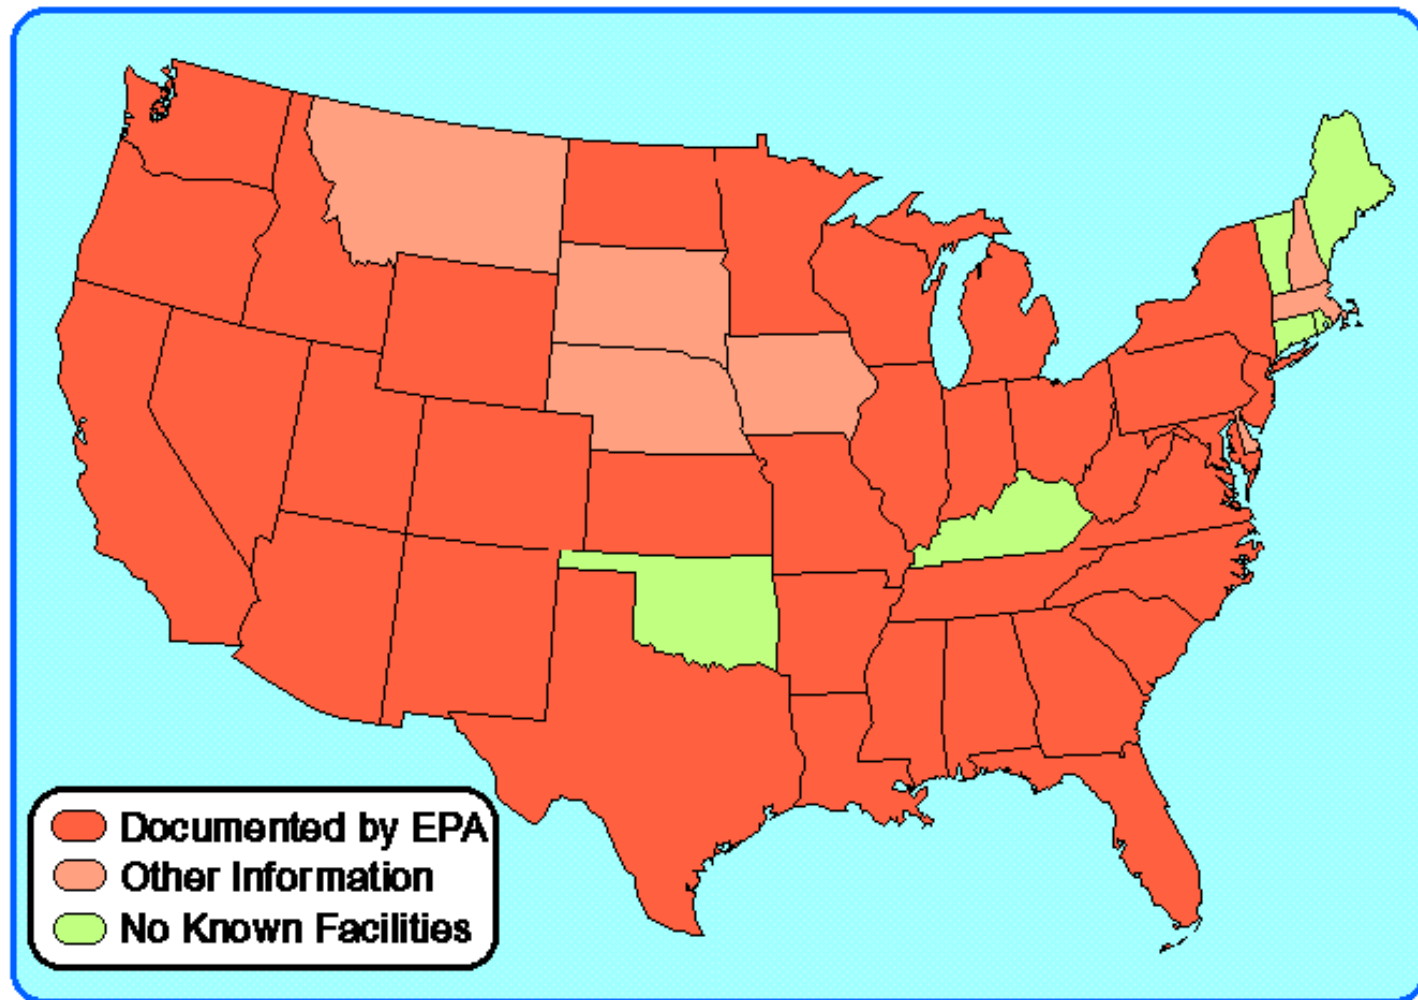 Documented by EPA
Other Information
No Known Facilities